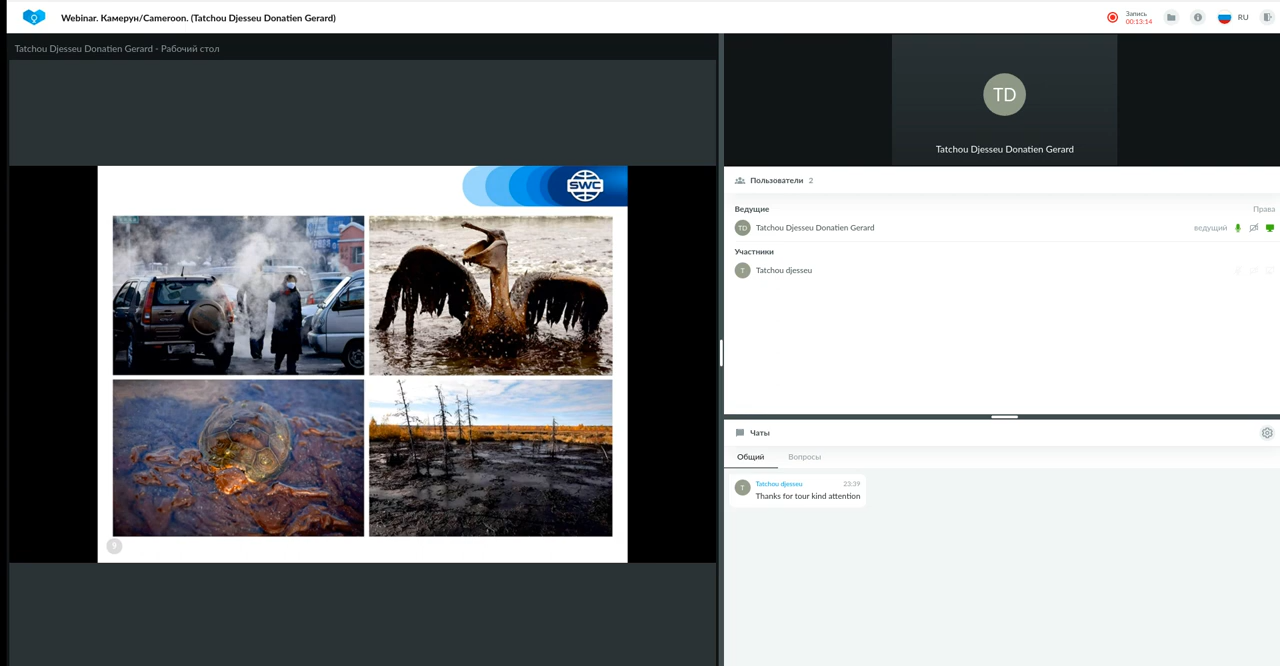 Webinar. Камерун/Cameroon. (Tatchou Djesseu Donatien Gerard)
Запись
00:13:14
RU
Tatchou Djesseu Donatien Gerard - Рабочий стол
SWC
9
TD
Tatchou Djesseu Donatien Gerard
Пользователи 2
Ведущие Права
TD Tatchou Djesseu Donatien Gerard ведущий
Участники
T Tatchou djesseu
Чаты
Общий Вопросы
T Tatchou djesseu 23:39
Thanks for tour kind attention